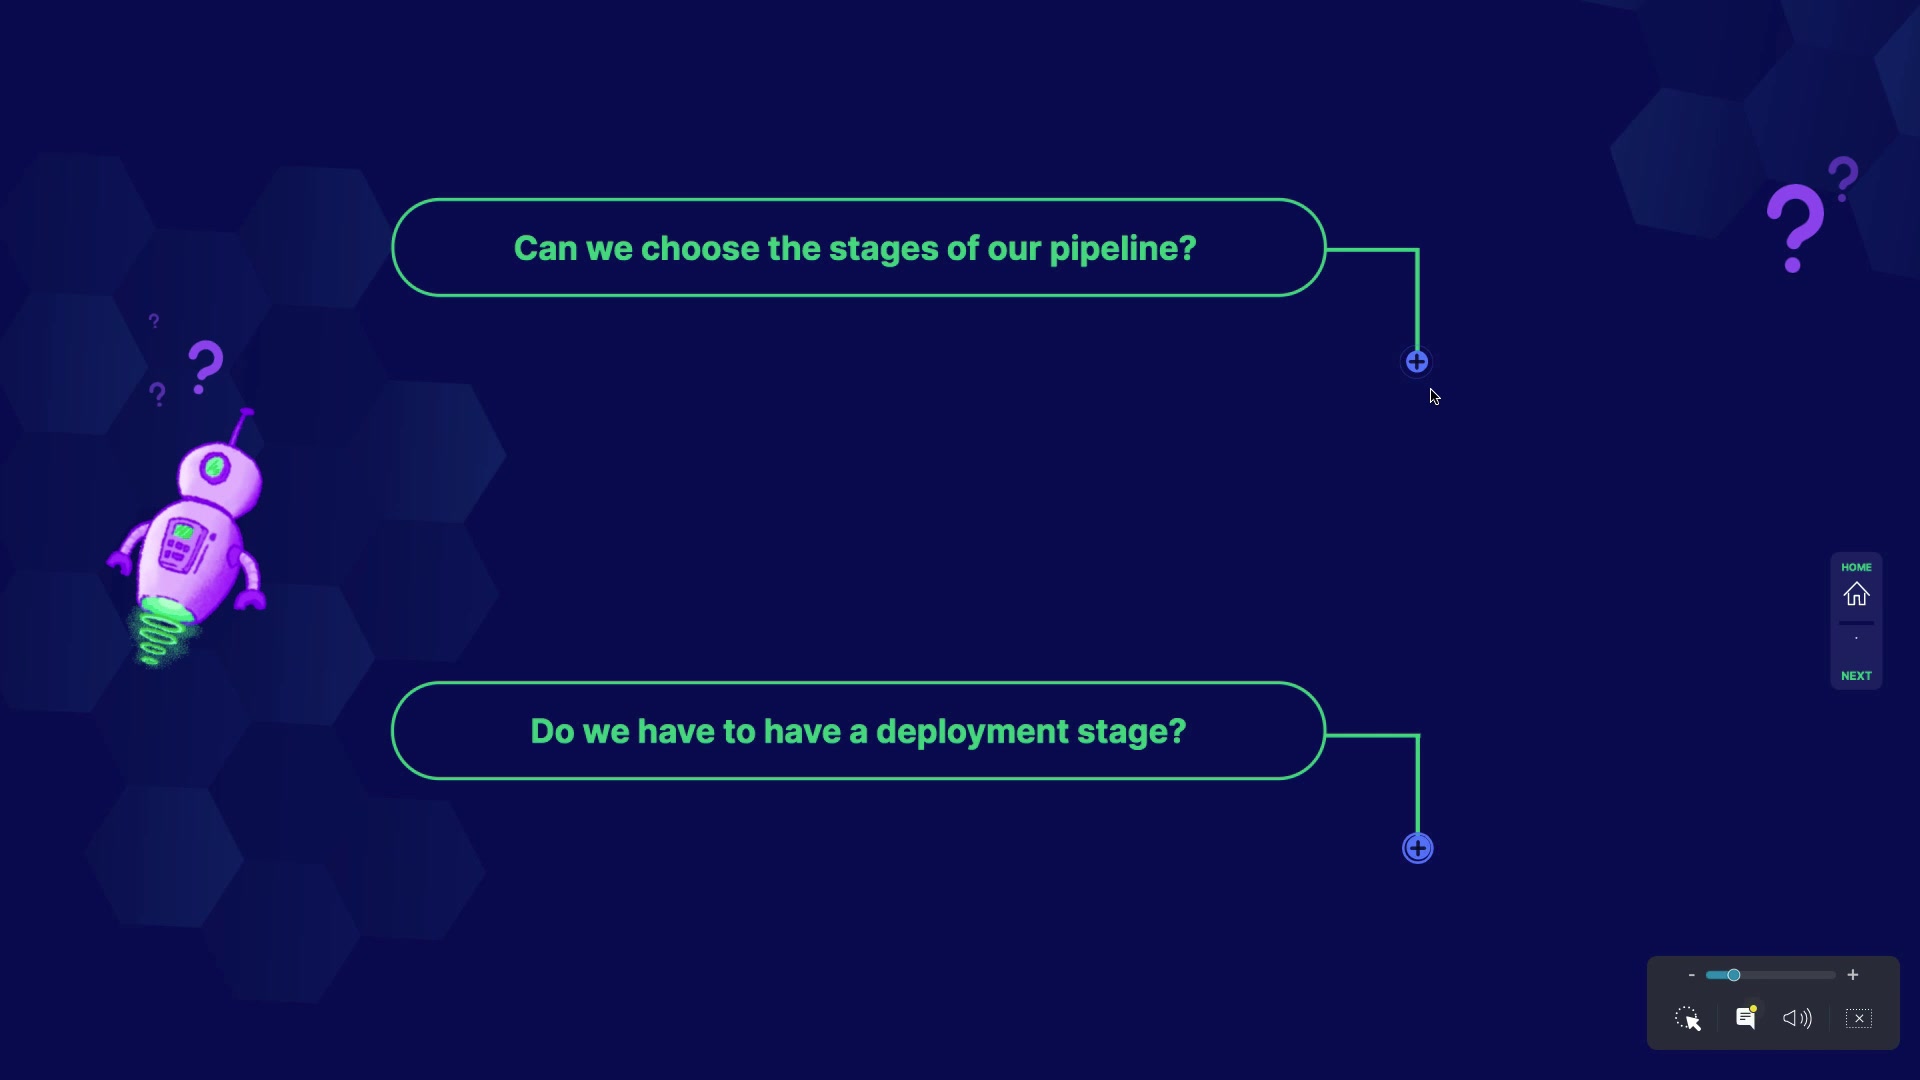 Can we choose the stages of our pipeline?
?
?
?
?
?
HOME
Do we have to have a deployment stage?
NEXT
- +